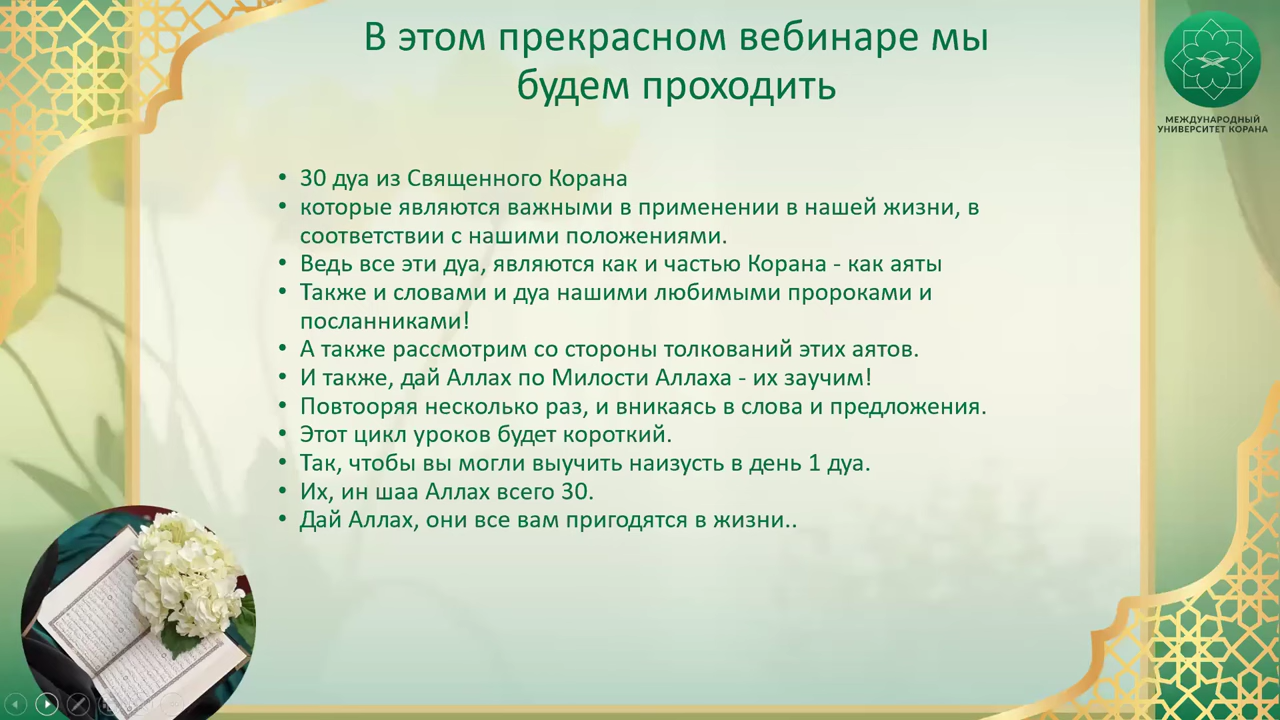 В этом прекрасном вебинаре мы
будем проходить
МЕЖДУНАРОДНЫЙ
УНИВЕРСИТЕТ КОРАНА
• 30 дуа из Священного Корана
• которые являются важными в применении в нашей жизни, в
соответствии с нашими положениями.
• Ведь все эти дуа, являются как и частью Корана - как аяты
• Также и словами и дуа нашими любимыми пророками и
посланниками!
• А также рассмотрим со стороны толкований этих аятов.
• И также, дай Аллах по Милости Аллаха - их заучим!
• Повтооряя несколько раз, и вникаясь в слова и предложения.
• Этот цикл уроков будет короткий.
• Так, чтобы вы могли выучить наизусть в день 1 дуа.
• Их, ин шаа Аллах всего 30.
• Дай Аллах, они все вам пригодятся в жизни..